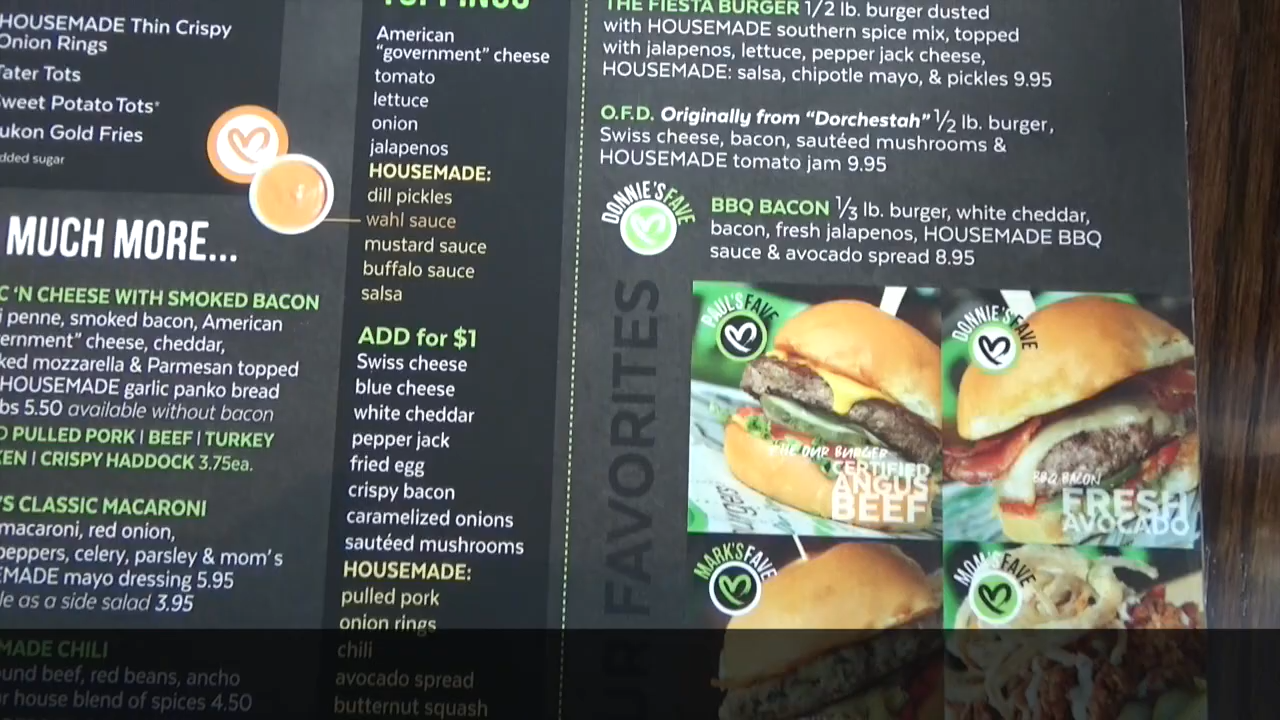 HOUSEMADE Thin Crispy
Onion Rings
Tater Tots
Sweet Potato Tots*
Yukon Gold Fries
added sugar
MUCH MORE...
C 'N CHEESE WITH SMOKED BACON
i penne, smoked bacon, American
ernment" cheese, cheddar,
ked mozzarella & Parmesan topped
HOUSEMADE garlic panko bread
bs 5.50 available without bacon
D PULLED PORK | BEEF | TURKEY
KEN | CRISPY HADDOCK 3.75ea.
'S CLASSIC MACARONI
macaroni, red onion,
peppers, celery, parsley & mom's
EMADE mayo dressing 5.95
le as a side salad 3.95
MADE CHILI
und beef, red beans, ancho
r house blend of spices 4.50
TOPPINGS
American
"government" cheese
tomato
lettuce
onion
jalapenos
HOUSEMADE:
dill pickles
wahl sauce
mustard sauce
buffalo sauce
salsa
ADD for $1
Swiss cheese
blue cheese
white cheddar
pepper jack
fried egg
crispy bacon
caramelized onions
sautéed mushrooms
HOUSEMADE:
pulled pork
onion rings
chili
avocado spread
butternut squash
THE FIESTA BURGER 1/2 lb. burger dusted
with HOUSEMADE southern spice mix, topped
with jalapenos, lettuce, pepper jack cheese,
HOUSEMADE: salsa, chipotle mayo, & pickles 9.95
O.F.D. Originally from "Dorchestah" 1/2 lb. burger,
Swiss cheese, bacon, sautéed mushrooms &
HOUSEMADE tomato jam 9.95
DONNIE'S FAVE
BBQ BACON 1/3 lb. burger, white cheddar,
bacon, fresh jalapenos, HOUSEMADE BBQ
sauce & avocado spread 8.95
UR FAVORITES
PAUL'S FAVE
OUR BURGER
CERTIFIED
ANGUS
BEEF
DONNIE'S FAVE
BBQ BACON
FRESH
AVOCADO
MARK'S FAVE
MOM'S FAVE